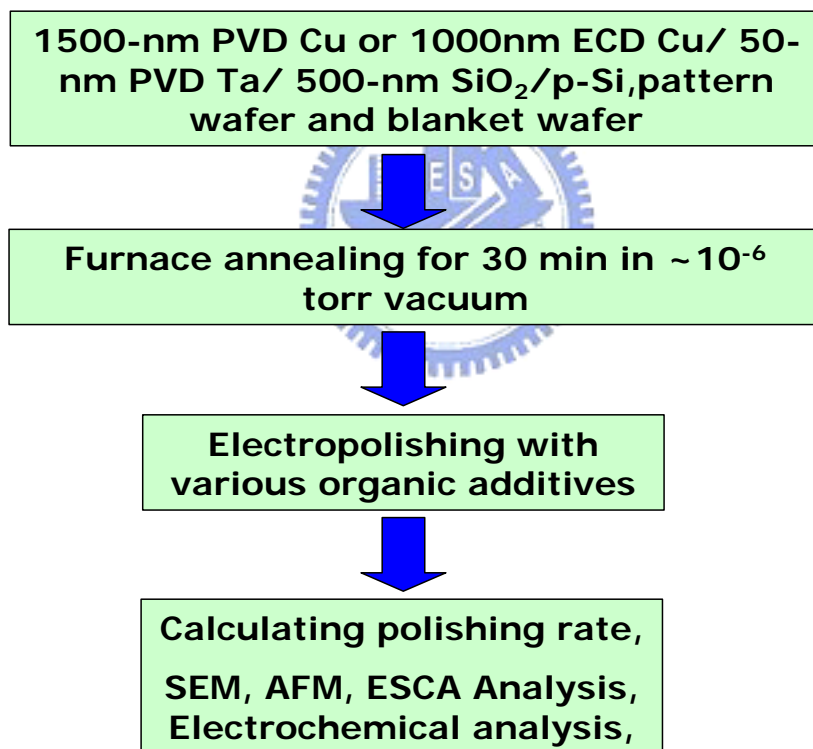 1500-nm PVD Cu or 1000nm ECD Cu/ 50-
nm PVD Ta/ 500-nm SiO₂/p-Si,pattern
wafer and blanket wafer
ESA
Furnace annealing for 30 min in ~10⁻⁶
torr vacuum
Electropolishing with
various organic additives
Calculating polishing rate,
SEM, AFM, ESCA Analysis,
Electrochemical analysis,